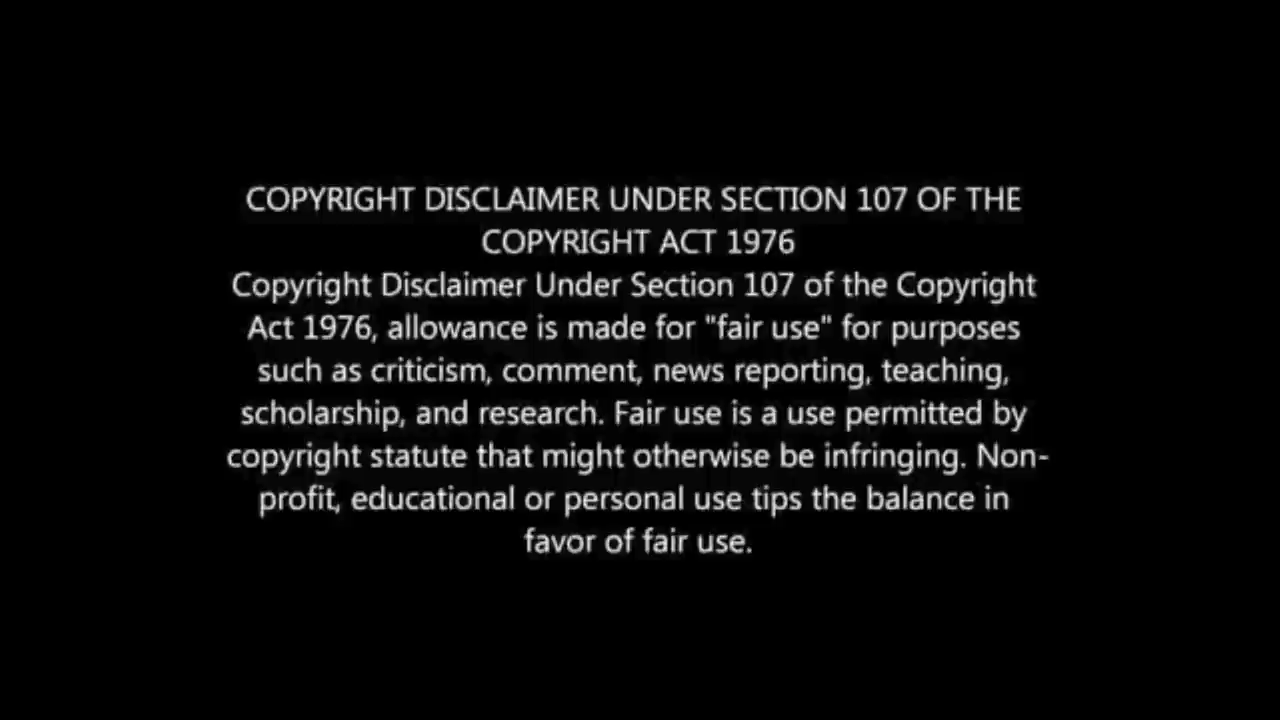 COPYRIGHT DISCLAIMER UNDER SECTION 107 OF THE
COPYRIGHT ACT 1976
Copyright Disclaimer Under Section 107 of the Copyright
Act 1976, allowance is made for "fair use" for purposes
such as criticism, comment, news reporting, teaching,
scholarship, and research. Fair use is a use permitted by
copyright statute that might otherwise be infringing. Non-
profit, educational or personal use tips the balance in
favor of fair use.